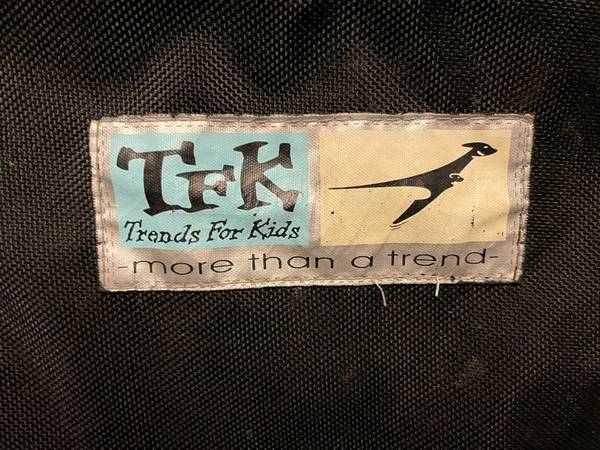 TFK
Trends For Kids
-more than a trend-